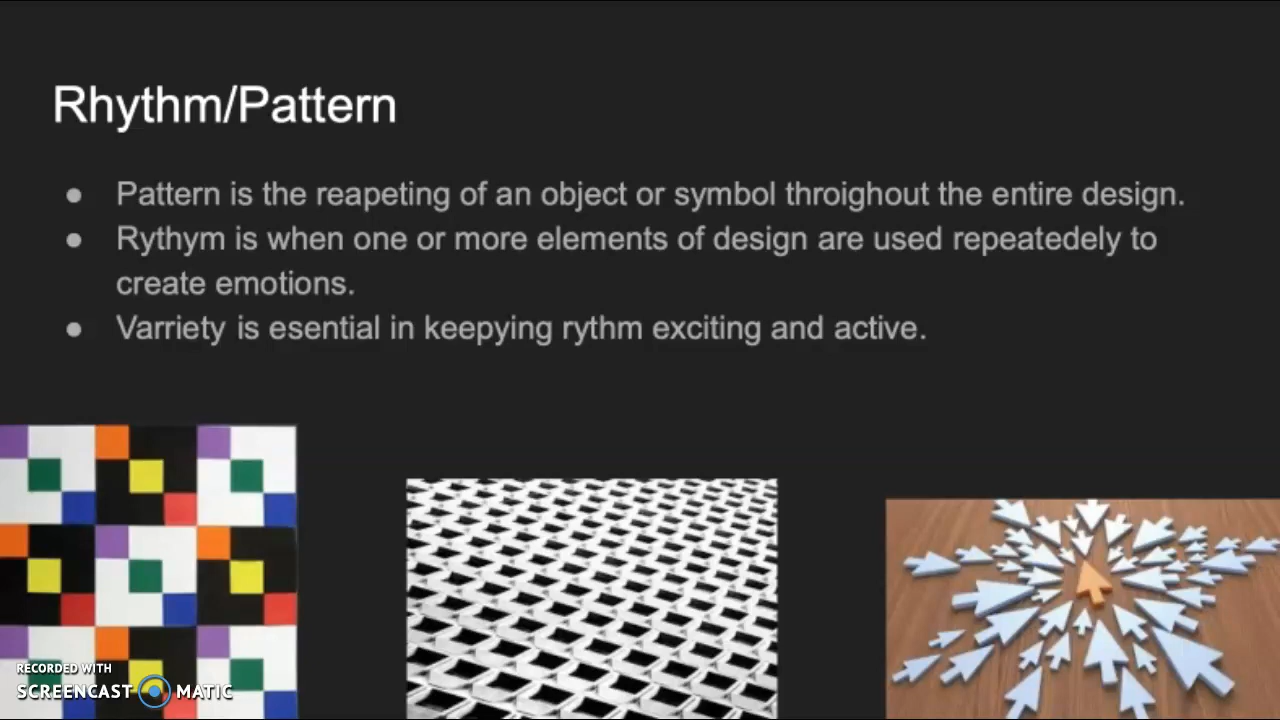 Rhythm/Pattern
● Pattern is the reapeting of an object or symbol throighout the entire design.
● Rythym is when one or more elements of design are used repeatedely to
create emotions.
● Varriety is esential in keepying rythm exciting and active.
RECORDED WITH
SCREENCAST MATIC